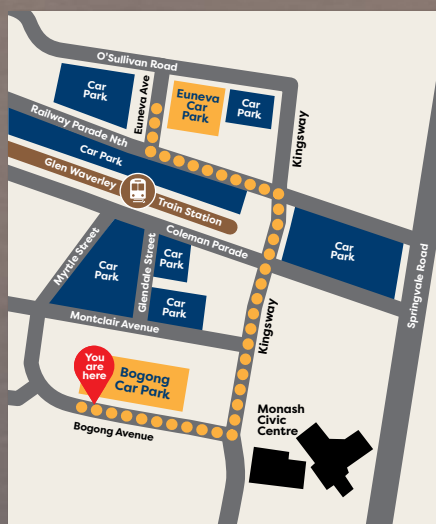 O'Sullivan Road
Car
Park
Euneva Ave
Euneva
Car
Park
Car
Park
Kingsway
Railway Parade Nth
Car Park
Glen Waverley
Train Station
Coleman Parade
Car
Park
Springvale Road
Myrtle Street
Car
Park
Glendale Street
Car
Park
Car
Park
Montclair Avenue
Kingsway
You
are
here
Bogong
Car Park
Bogong Avenue
Monash
Civic
Centre